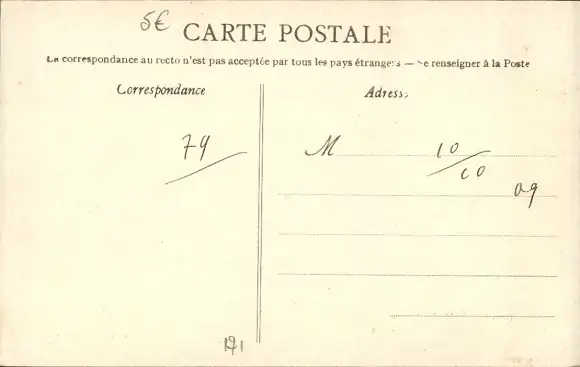 5€
CARTE POSTALE
La correspondance au recto n'est pas acceptée par tous les pays étrangers — Se renseigner à la Poste
Correspondance
Adresse
79
M
10
10
09